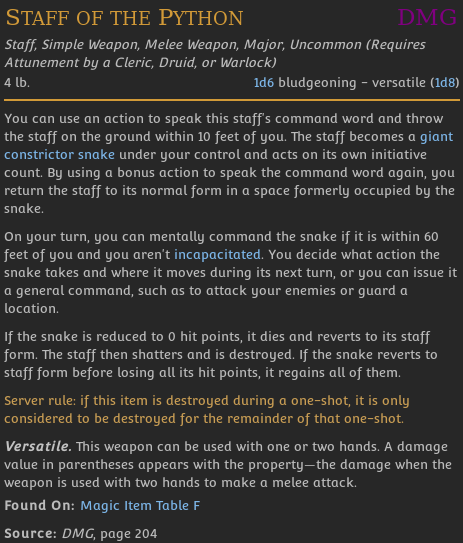 Staff of the Python DMG
Staff, Simple Weapon, Melee Weapon, Major, Uncommon (Requires
Attunement by a Cleric, Druid, or Warlock)
4 lb. 1d6 bludgeoning - versatile (1d8)
You can use an action to speak this staff's command word and throw
the staff on the ground within 10 feet of you. The staff becomes a giant
constrictor snake under your control and acts on its own initiative
count. By using a bonus action to speak the command word again, you
return the staff to its normal form in a space formerly occupied by the
snake.
On your turn, you can mentally command the snake if it is within 60
feet of you and you aren't incapacitated. You decide what action the
snake takes and where it moves during its next turn, or you can issue it
a general command, such as to attack your enemies or guard a
location.
If the snake is reduced to 0 hit points, it dies and reverts to its staff
form. The staff then shatters and is destroyed. If the snake reverts to
staff form before losing all its hit points, it regains all of them.
Server rule: if this item is destroyed during a one-shot, it is only
considered to be destroyed for the remainder of that one-shot.
Versatile. This weapon can be used with one or two hands. A damage
value in parentheses appears with the property—the damage when the
weapon is used with two hands to make a melee attack.
Found On: Magic Item Table F
Source: DMG, page 204